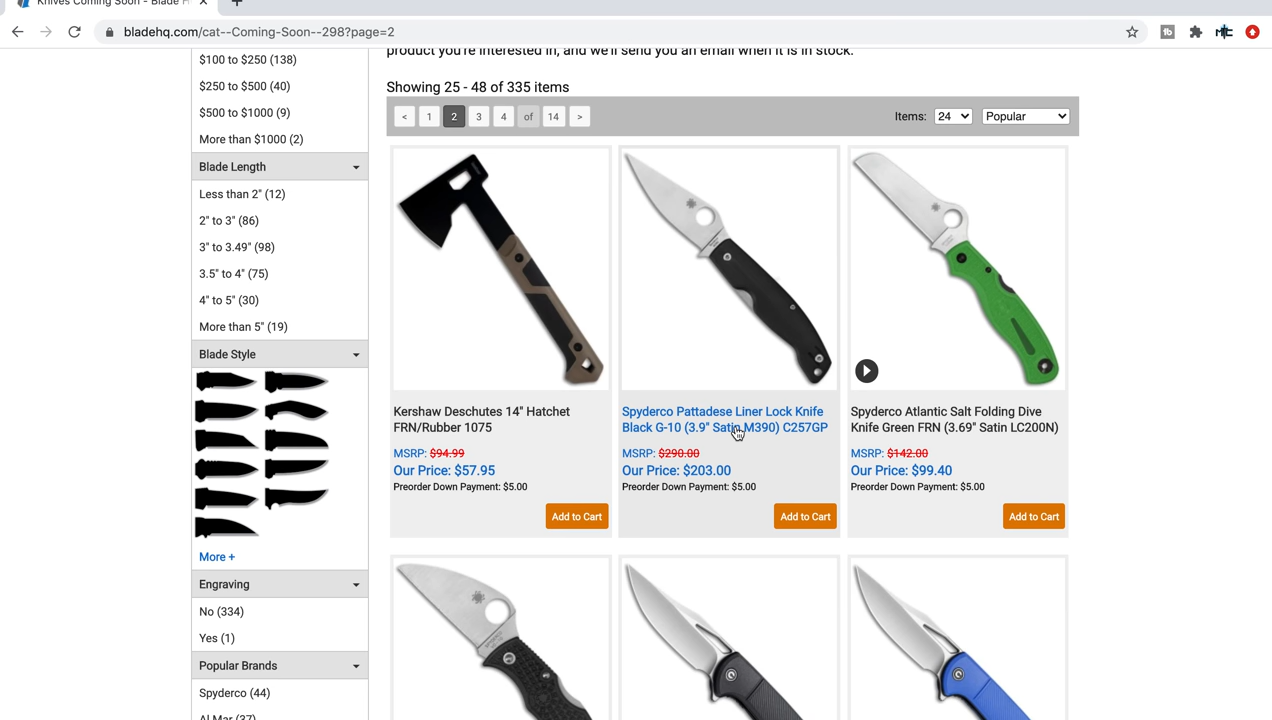 Knives Coming Soon - Blade H
bladehq.com/cat--Coming-Soon--298?page=2
product you're interested in, and we'll send you an email when it is in stock.
$100 to $250 (138)
$250 to $500 (40)
$500 to $1000 (9)
More than $1000 (2)
Blade Length
Less than 2" (12)
2" to 3" (86)
3" to 3.49" (98)
3.5" to 4" (75)
4" to 5" (30)
More than 5" (19)
Blade Style
More +
Engraving
No (334)
Yes (1)
Popular Brands
Spyderco (44)
Al Mar (37)
Showing 25 - 48 of 335 items
< 1 2 3 4 of 14 >
Items: 24 Popular
Kershaw Deschutes 14" Hatchet
FRN/Rubber 1075
MSRP: $94.99
Our Price: $57.95
Preorder Down Payment: $5.00
Add to Cart
Spyderco Pattadese Liner Lock Knife
Black G-10 (3.9" Satin M390) C257GP
MSRP: $290.00
Our Price: $203.00
Preorder Down Payment: $5.00
Add to Cart
Spyderco Atlantic Salt Folding Dive
Knife Green FRN (3.69" Satin LC200N)
MSRP: $142.00
Our Price: $99.40
Preorder Down Payment: $5.00
Add to Cart